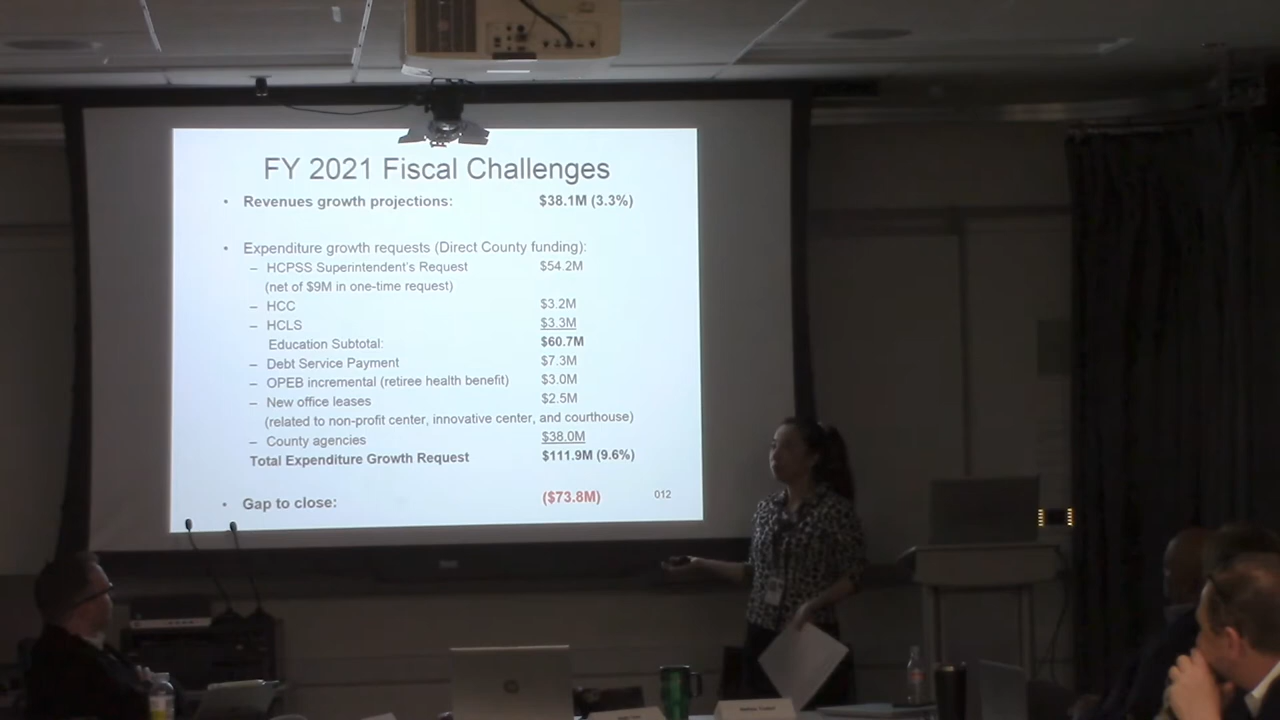 FY 2021 Fiscal Challenges
• Revenues growth projections: $38.1M (3.3%)
• Expenditure growth requests (Direct County funding):
– HCPSS Superintendent's Request $54.2M
(net of $9M in one-time request)
– HCC $3.2M
– HCLS $3.3M
Education Subtotal: $60.7M
– Debt Service Payment $7.3M
– OPEB incremental (retiree health benefit) $3.0M
– New office leases $2.5M
(related to non-profit center, innovative center, and courthouse)
– County agencies $38.0M
Total Expenditure Growth Request $111.9M (9.6%)
• Gap to close: ($73.8M) 012